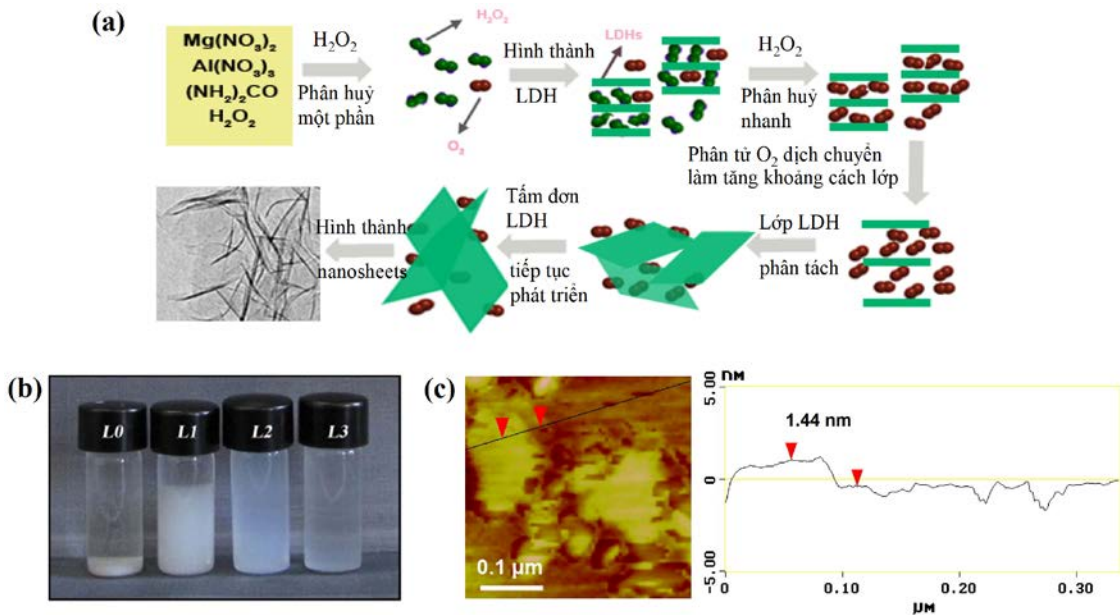 (a)
Mg(NO₃)₂
Al(NO₃)₃
(NH₂)₂CO
H₂O₂
H₂O₂
Phân huỷ
một phần
H₂O₂
O₂
Hình thành
LDH
LDHs
H₂O₂
Phân huỷ
nhanh
Phân tử O₂ dịch chuyển
làm tăng khoảng cách lớp
Lớp LDH
phân tách
Tấm đơn
LDH
tiếp tục
phát triển
Hình thành
nanosheets
(b)
L0
L1
L2
L3
(c)
0.1 µm
nM
5.00
0
-5.00
1.44 nm
0
0.10
0.20
0.30
µM